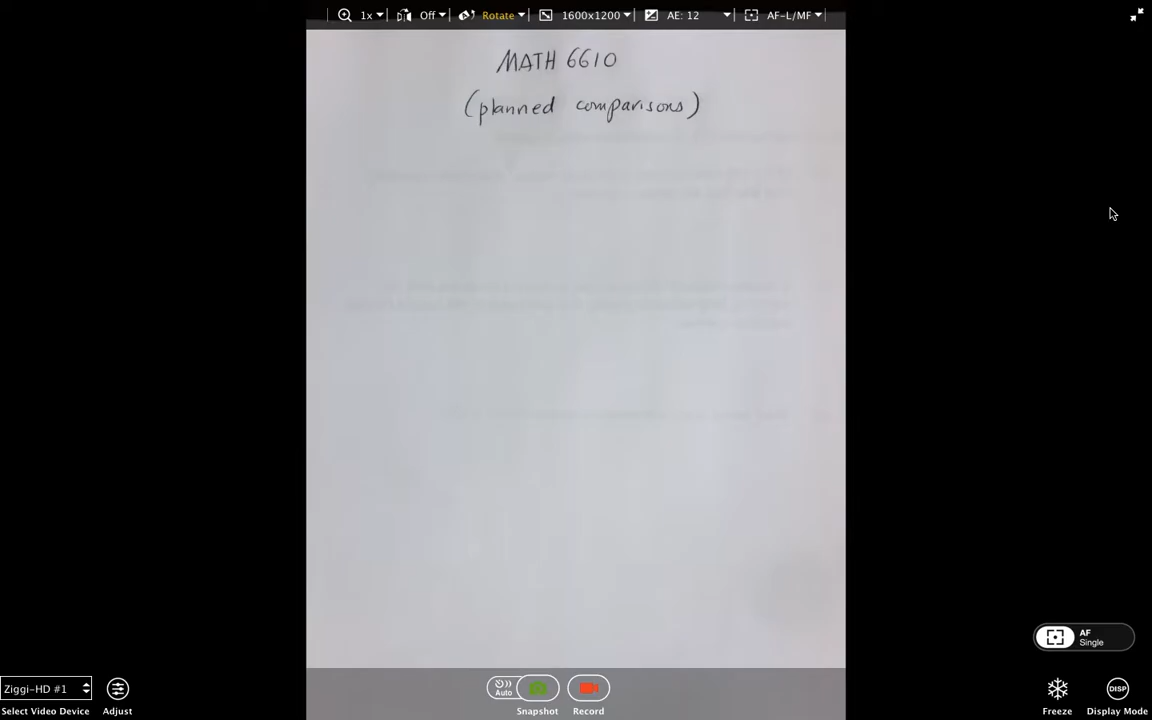 1x Off Rotate 1600x1200 AE: 12 AF-L/MF
MATH 6610
(planned comparisons)
AF
Single
Ziggi-HD #1
Auto
Select Video Device Adjust Snapshot Record Freeze
DISP
Display Mode